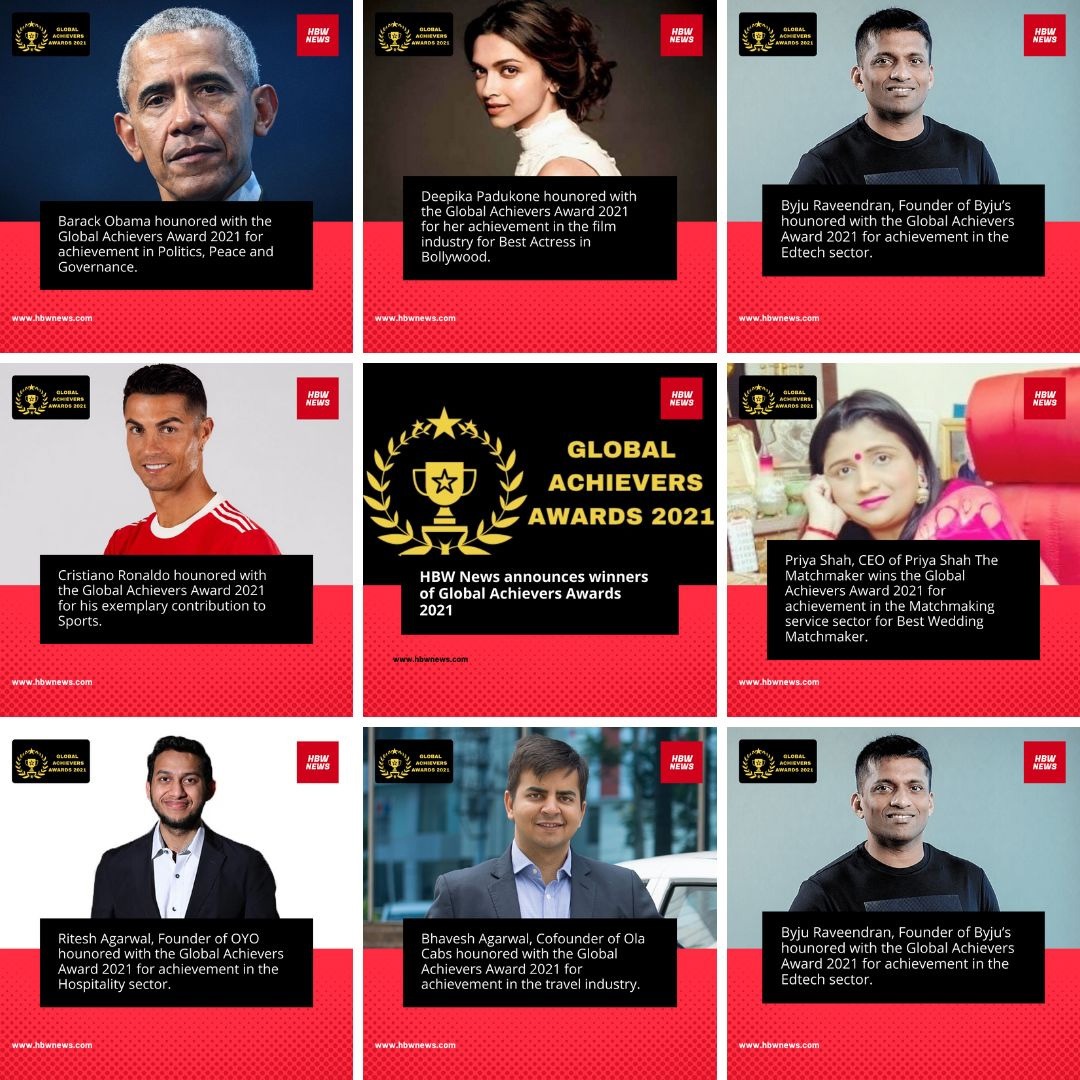 GLOBAL
ACHIEVERS
AWARDS 2021
HBW
NEWS
Barack Obama hounored with the
Global Achievers Award 2021 for
achievement in Politics, Peace and
Governance.
www.hbwnews.com
GLOBAL
ACHIEVERS
AWARDS 2021
HBW
NEWS
Deepika Padukone hounored with
the Global Achievers Award 2021
for her achievement in the film
industry for Best Actress in
Bollywood.
www.hbwnews.com
GLOBAL
ACHIEVERS
AWARDS 2021
HBW
NEWS
Byju Raveendran, Founder of Byju’s
hounored with the Global Achievers
Award 2021 for achievement in the
Edtech sector.
www.hbwnews.com
GLOBAL
ACHIEVERS
AWARDS 2021
HBW
NEWS
Cristiano Ronaldo hounored with
the Global Achievers Award 2021
for his exemplary contribution to
Sports.
www.hbwnews.com
HBW
NEWS
GLOBAL
ACHIEVERS
AWARDS 2021
HBW News announces winners
of Global Achievers Awards
2021
www.hbwnews.com
GLOBAL
ACHIEVERS
AWARDS 2021
HBW
NEWS
Priya Shah, CEO of Priya Shah The
Matchmaker wins the Global
Achievers Award 2021 for
achievement in the Matchmaking
service sector for Best Wedding
Matchmaker.
www.hbwnews.com
GLOBAL
ACHIEVERS
AWARDS 2021
HBW
NEWS
Ritesh Agarwal, Founder of OYO
hounored with the Global Achievers
Award 2021 for achievement in the
Hospitality sector.
www.hbwnews.com
GLOBAL
ACHIEVERS
AWARDS 2021
HBW
NEWS
Bhavesh Agarwal, Cofounder of Ola
Cabs hounored with the Global
Achievers Award 2021 for
achievement in the travel industry.
www.hbwnews.com
GLOBAL
ACHIEVERS
AWARDS 2021
HBW
NEWS
Byju Raveendran, Founder of Byju’s
hounored with the Global Achievers
Award 2021 for achievement in the
Edtech sector.
www.hbwnews.com